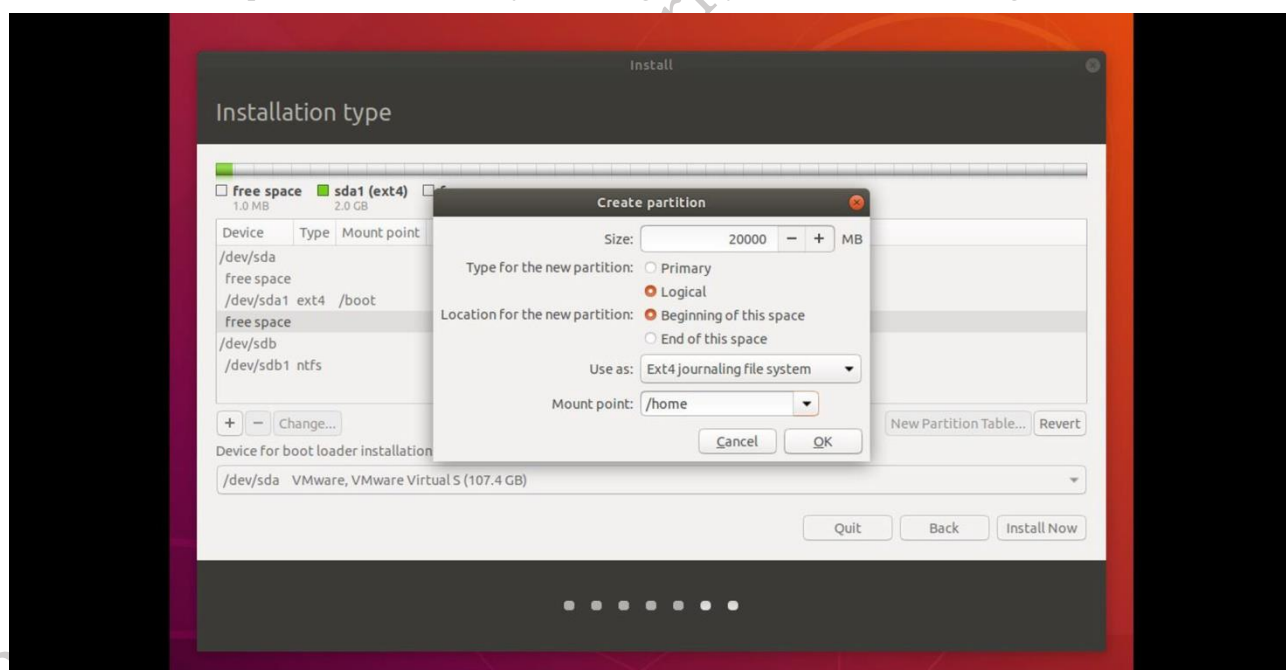 Install
Installation type
free space sda1 (ext4)
1.0 MB 2.0 GB
Device Type Mount point
/dev/sda
free space
/dev/sda1 ext4 /boot
free space
/dev/sdb
/dev/sdb1 ntfs
+ − Change...
New Partition Table... Revert
Device for boot loader installation
/dev/sda VMware, VMware Virtual S (107.4 GB)
Quit Back Install Now
Create partition
Size: 20000 − + MB
Type for the new partition: Primary
Logical
Location for the new partition: Beginning of this space
End of this space
Use as: Ext4 journaling file system
Mount point: /home
Cancel OK